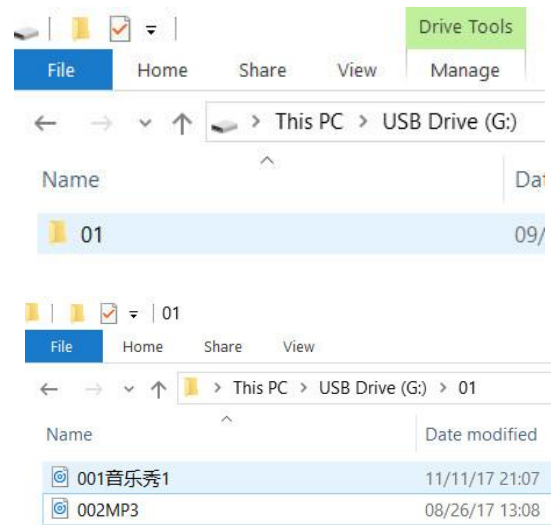 Drive Tools
File Home Share View Manage
This PC > USB Drive (G:)
Name Dat
01 09/
01
File Home Share View
This PC > USB Drive (G:) > 01
Name Date modified
001音乐秀1 11/11/17 21:07
002MP3 08/26/17 13:08